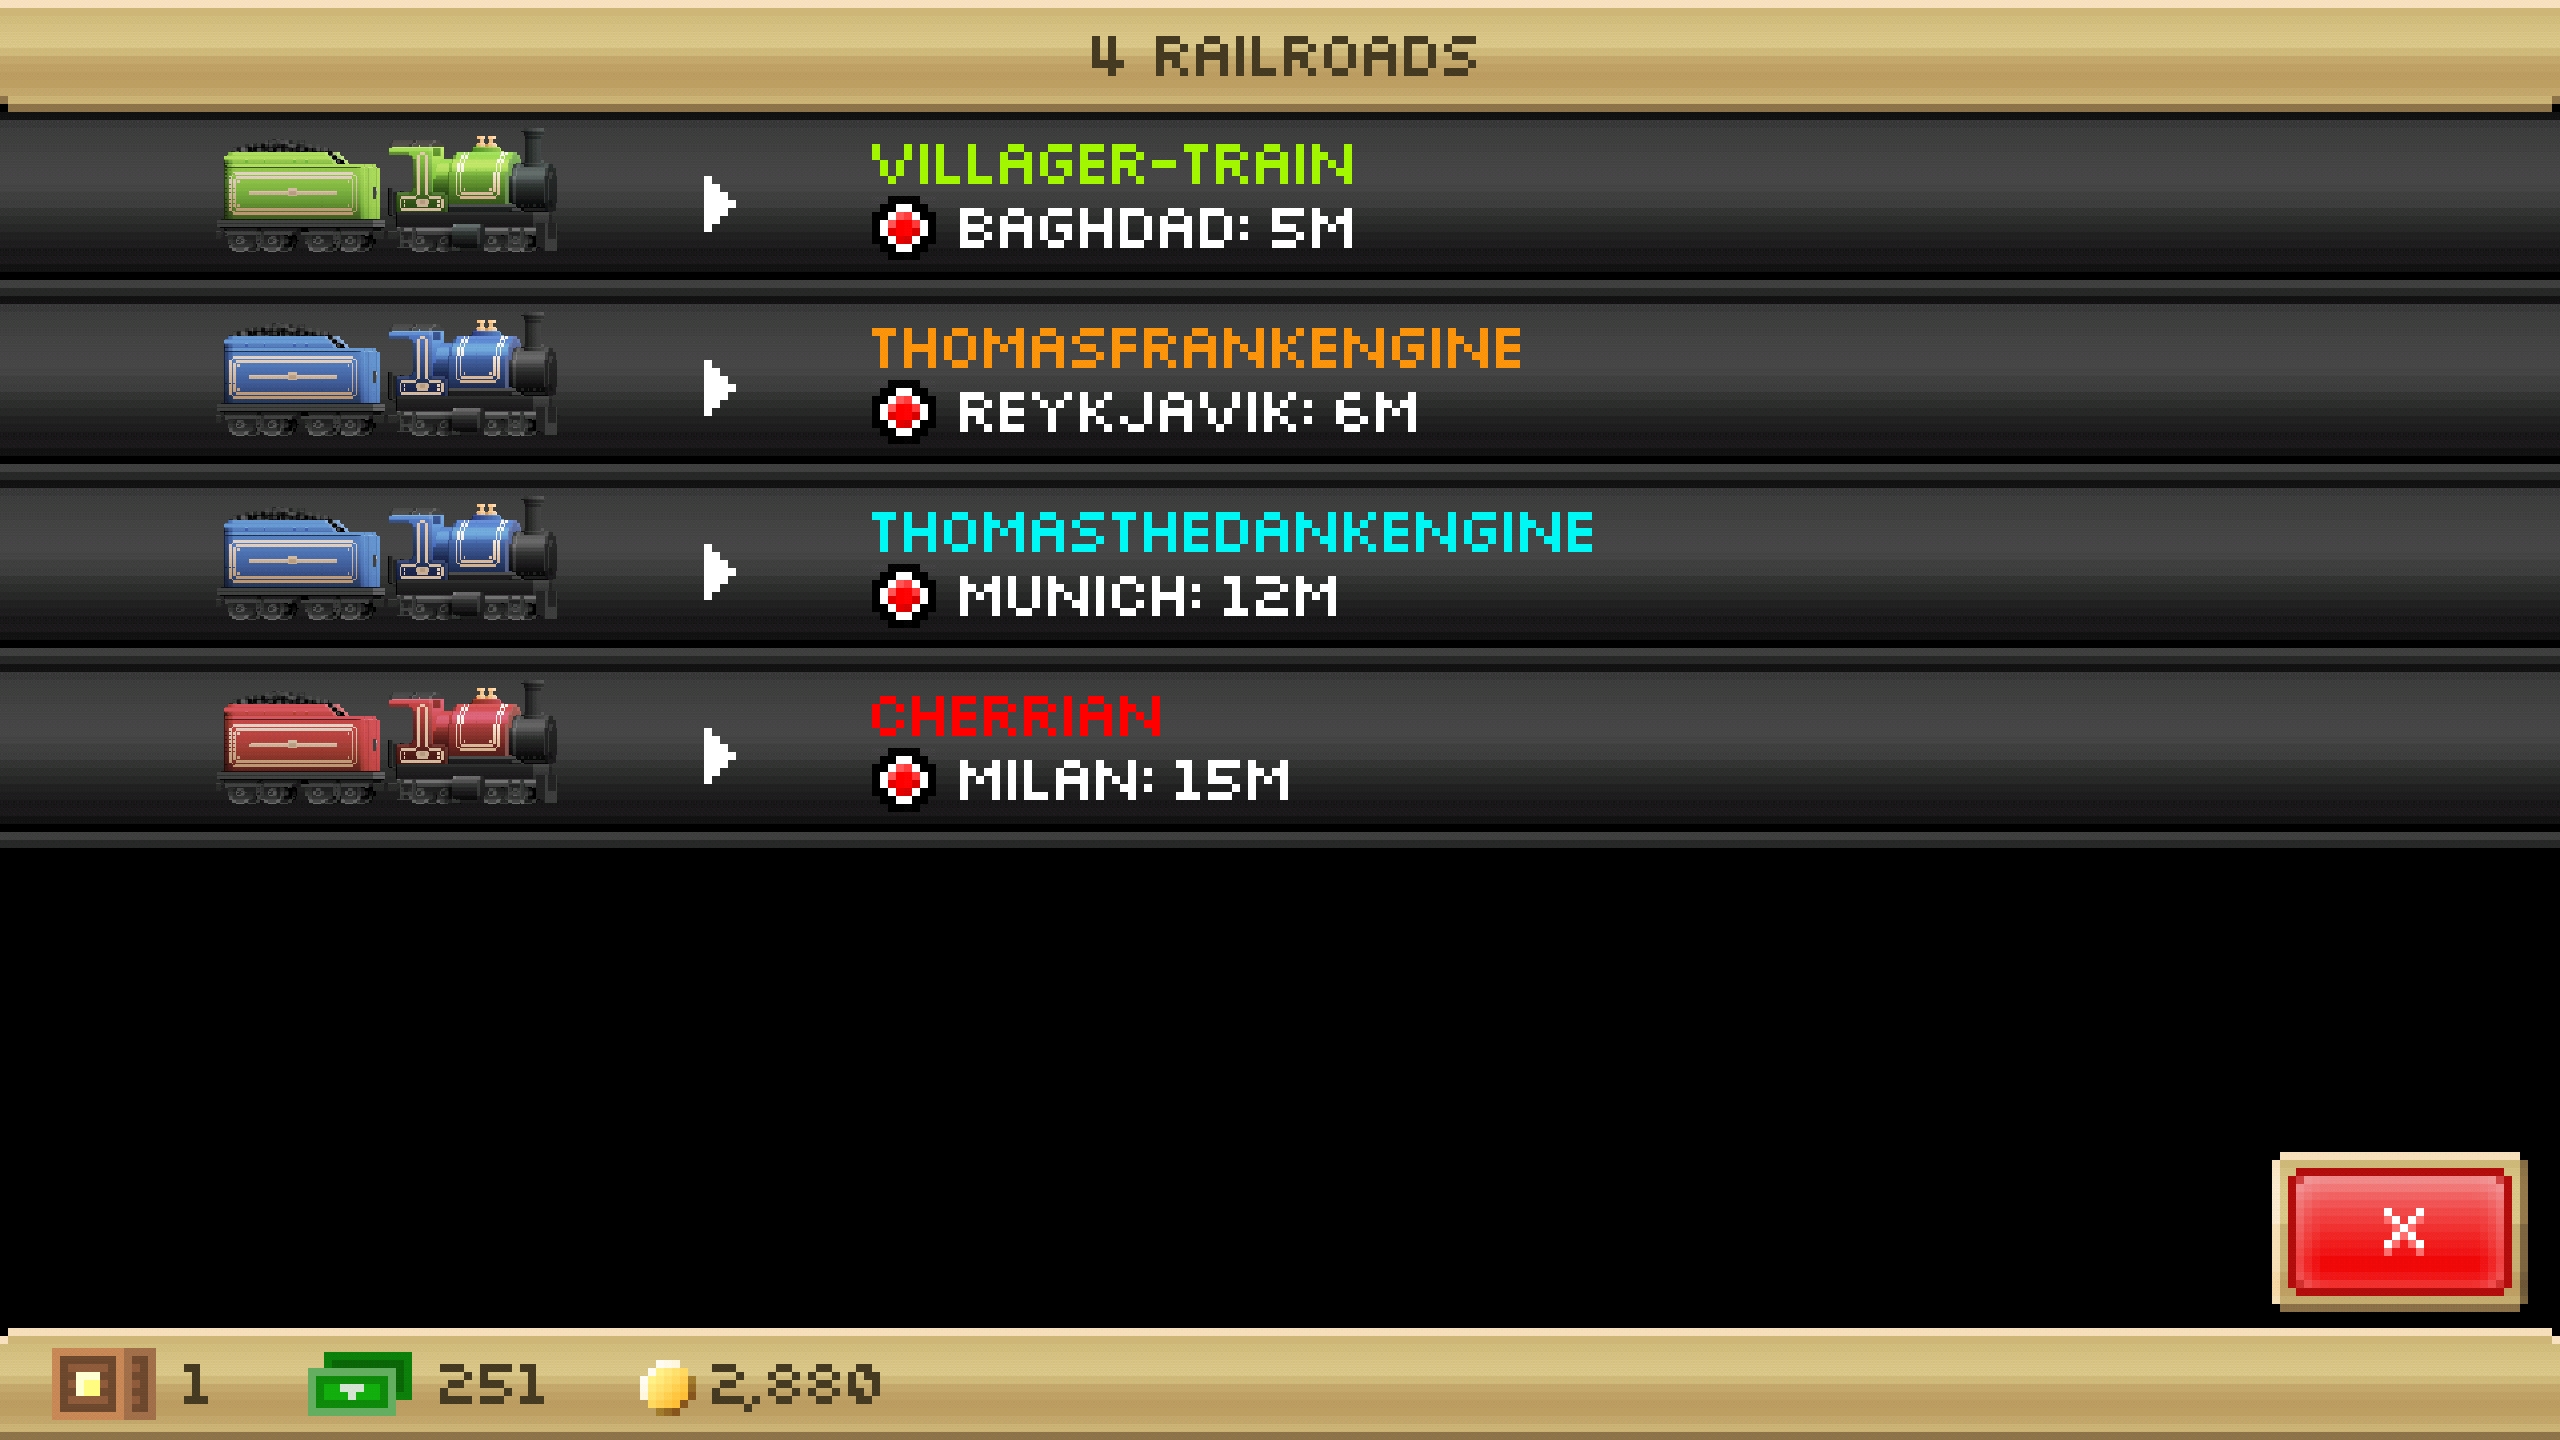 4 RAILROADS
VILLAGER-TRAIN
BAGHDAD: 5M
THOMASFRANKENGINE
REYKJAVIK: 6M
THOMASTHEDANKENGINE
MUNICH: 12M
CHERRIAN
MILAN: 15M
X
1 251 2,880